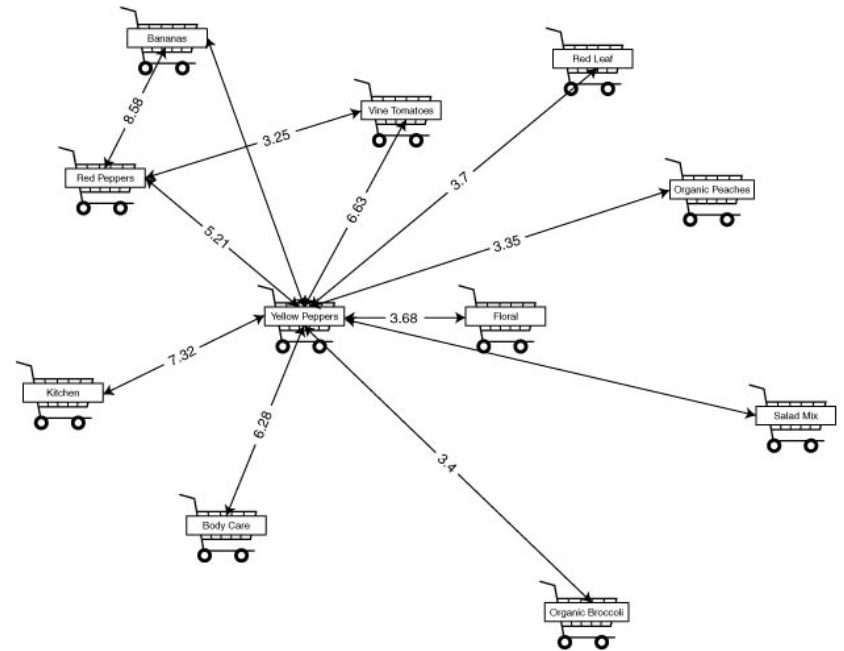 Bananas
Red Leaf
8.58
Vine Tomatoes
3.25
Red Peppers
3.7
Organic Peaches
6.63
5.21
3.35
Yellow Peppers
3.68
Floral
7.32
Kitchen
Salad Mix
6.28
3.4
Body Care
Organic Broccoli